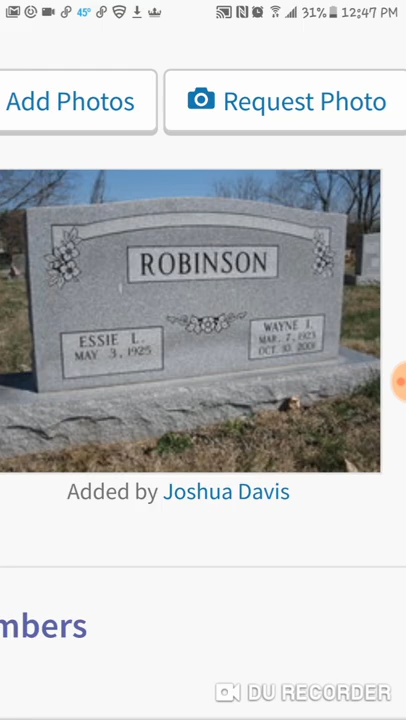 45°
31% 12:47 PM
Add Photos
Request Photo
ROBINSON
ESSIE L.
MAY 3, 1925
WAYNE I.
MAR. 7, 1923
OCT. 10, 2001
Added by Joshua Davis
mbers
DU RECORDER